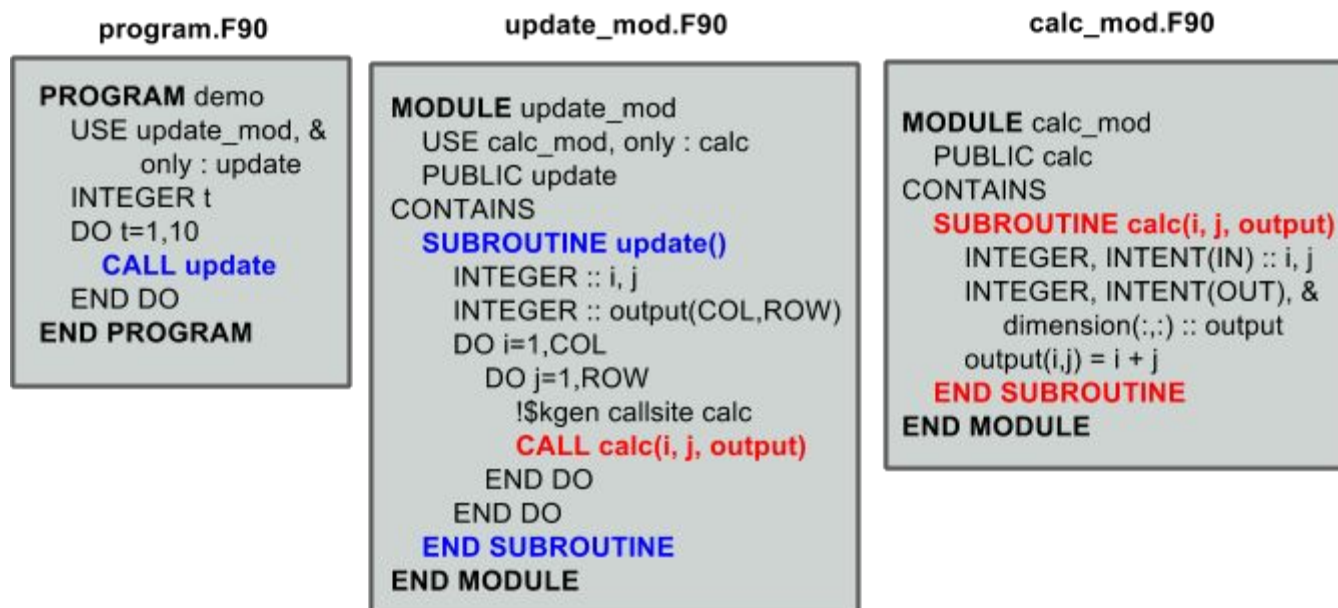 program.F90
PROGRAM demo
USE update_mod, &
only : update
INTEGER t
DO t=1,10
CALL update
END DO
END PROGRAM
update_mod.F90
MODULE update_mod
USE calc_mod, only : calc
PUBLIC update
CONTAINS
SUBROUTINE update()
INTEGER :: i, j
INTEGER :: output(COL,ROW)
DO i=1,COL
DO j=1,ROW
!$kgen callsite calc
CALL calc(i, j, output)
END DO
END DO
END SUBROUTINE
END MODULE
calc_mod.F90
MODULE calc_mod
PUBLIC calc
CONTAINS
SUBROUTINE calc(i, j, output)
INTEGER, INTENT(IN) :: i, j
INTEGER, INTENT(OUT), &
dimension(:,:) :: output
output(i,j) = i + j
END SUBROUTINE
END MODULE